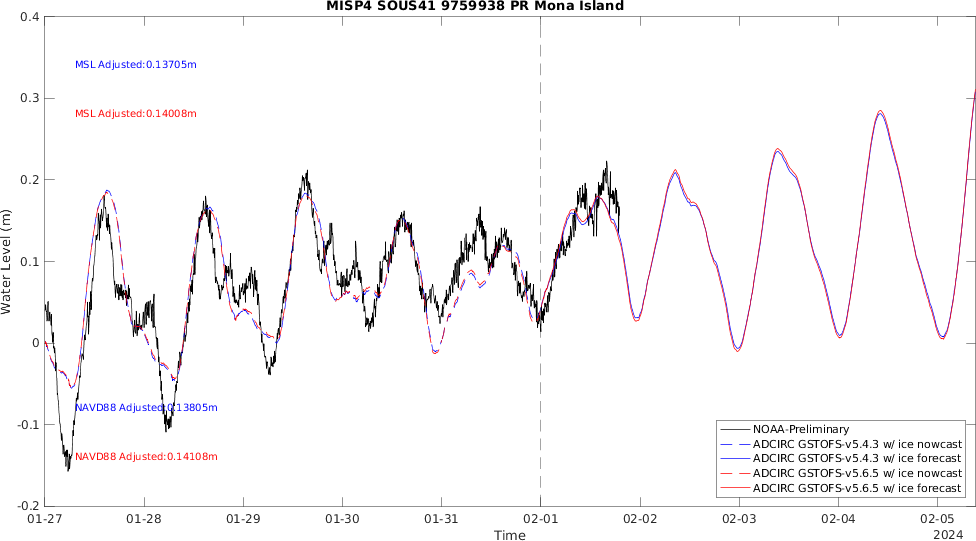 MISP4 SOUS41 9759938 PR Mona Island
0.4
0.3
0.2
0.1
0
-0.1
-0.2
Water Level (m)
MSL Adjusted:0.13705m
MSL Adjusted:0.14008m
NAVD88 Adjusted:0.13805m
NAVD88 Adjusted:0.14108m
NOAA-Preliminary
ADCIRC GSTOFS-v5.4.3 w/ ice nowcast
ADCIRC GSTOFS-v5.4.3 w/ ice forecast
ADCIRC GSTOFS-v5.6.5 w/ ice nowcast
ADCIRC GSTOFS-v5.6.5 w/ ice forecast
01-27 01-28 01-29 01-30 01-31 02-01 02-02 02-03 02-04 02-05
2024
Time